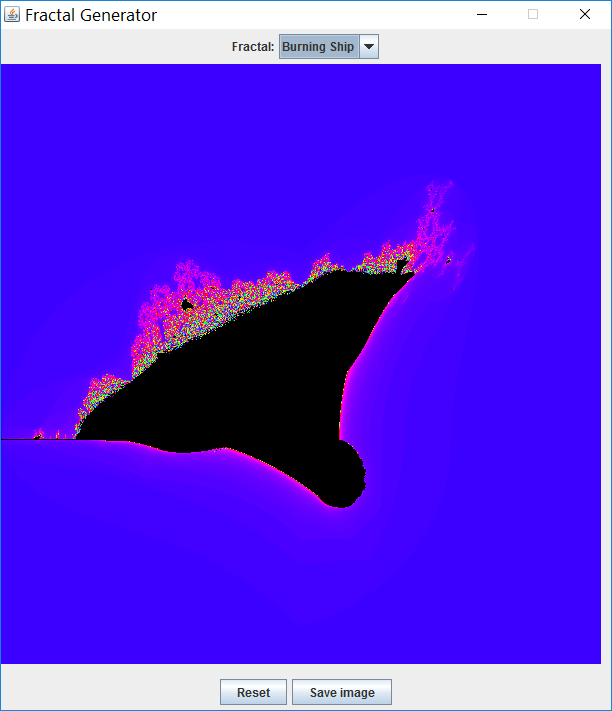 Fractal Generator
Fractal: Burning Ship
Reset Save image